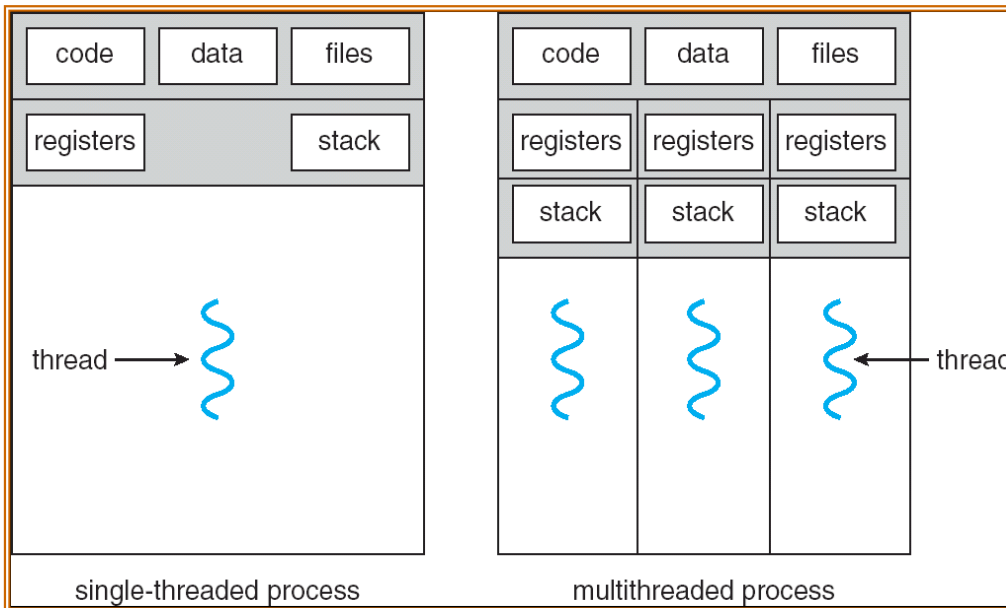 code data files code data files
registers stack registers registers registers
stack stack stack
thread thread
single-threaded process multithreaded process